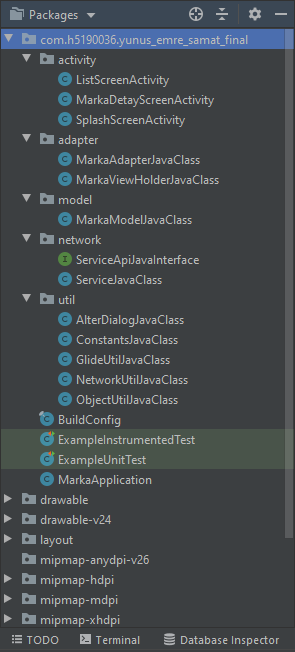 Packages
com.h5190036.yunus_emre_samat_final
activity
ListScreenActivity
MarkaDetayScreenActivity
SplashScreenActivity
adapter
MarkaAdapterJavaClass
MarkaViewHolderJavaClass
model
MarkaModelJavaClass
network
ServiceApiJavaInterface
ServiceJavaClass
util
AlterDialogJavaClass
ConstantsJavaClass
GlideUtilJavaClass
NetworkUtilJavaClass
ObjectUtilJavaClass
BuildConfig
ExampleInstrumentedTest
ExampleUnitTest
MarkaApplication
drawable
drawable-v24
layout
mipmap-anydpi-v26
mipmap-hdpi
mipmap-mdpi
mipmap-xhdpi
TODO Terminal Database Inspector